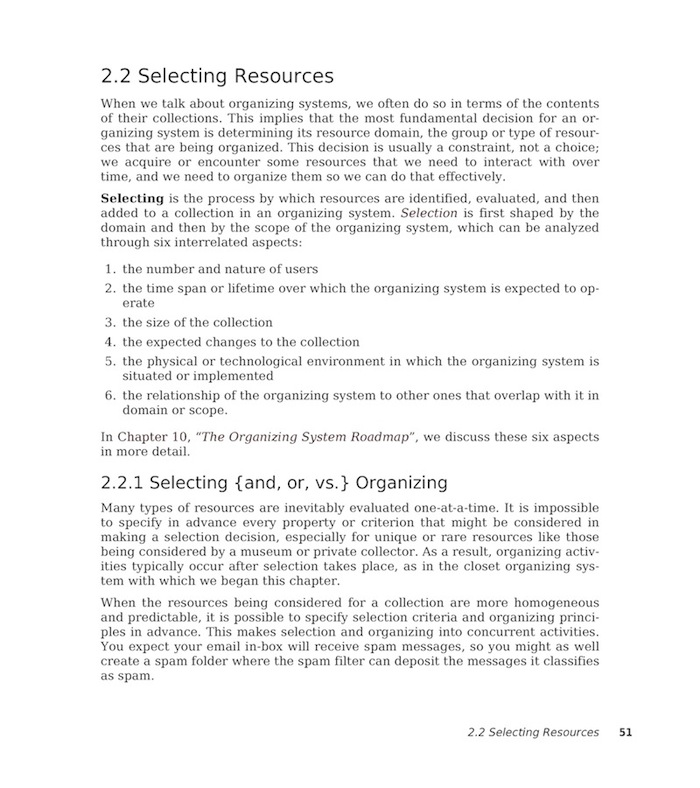 2.2 Selecting Resources
When we talk about organizing systems, we often do so in terms of the contents
of their collections. This implies that the most fundamental decision for an or-
ganizing system is determining its resource domain, the group or type of resour-
ces that are being organized. This decision is usually a constraint, not a choice;
we acquire or encounter some resources that we need to interact with over
time, and we need to organize them so we can do that effectively.
Selecting is the process by which resources are identified, evaluated, and then
added to a collection in an organizing system. Selection is first shaped by the
domain and then by the scope of the organizing system, which can be analyzed
through six interrelated aspects:
1. the number and nature of users
2. the time span or lifetime over which the organizing system is expected to op-
erate
3. the size of the collection
4. the expected changes to the collection
5. the physical or technological environment in which the organizing system is
situated or implemented
6. the relationship of the organizing system to other ones that overlap with it in
domain or scope.
In Chapter 10, “The Organizing System Roadmap”, we discuss these six aspects
in more detail.
2.2.1 Selecting {and, or, vs.} Organizing
Many types of resources are inevitably evaluated one-at-a-time. It is impossible
to specify in advance every property or criterion that might be considered in
making a selection decision, especially for unique or rare resources like those
being considered by a museum or private collector. As a result, organizing activ-
ities typically occur after selection takes place, as in the closet organizing sys-
tem with which we began this chapter.
When the resources being considered for a collection are more homogeneous
and predictable, it is possible to specify selection criteria and organizing princi-
ples in advance. This makes selection and organizing into concurrent activities.
You expect your email in-box will receive spam messages, so you might as well
create a spam folder where the spam filter can deposit the messages it classifies
as spam.
2.2 Selecting Resources 51